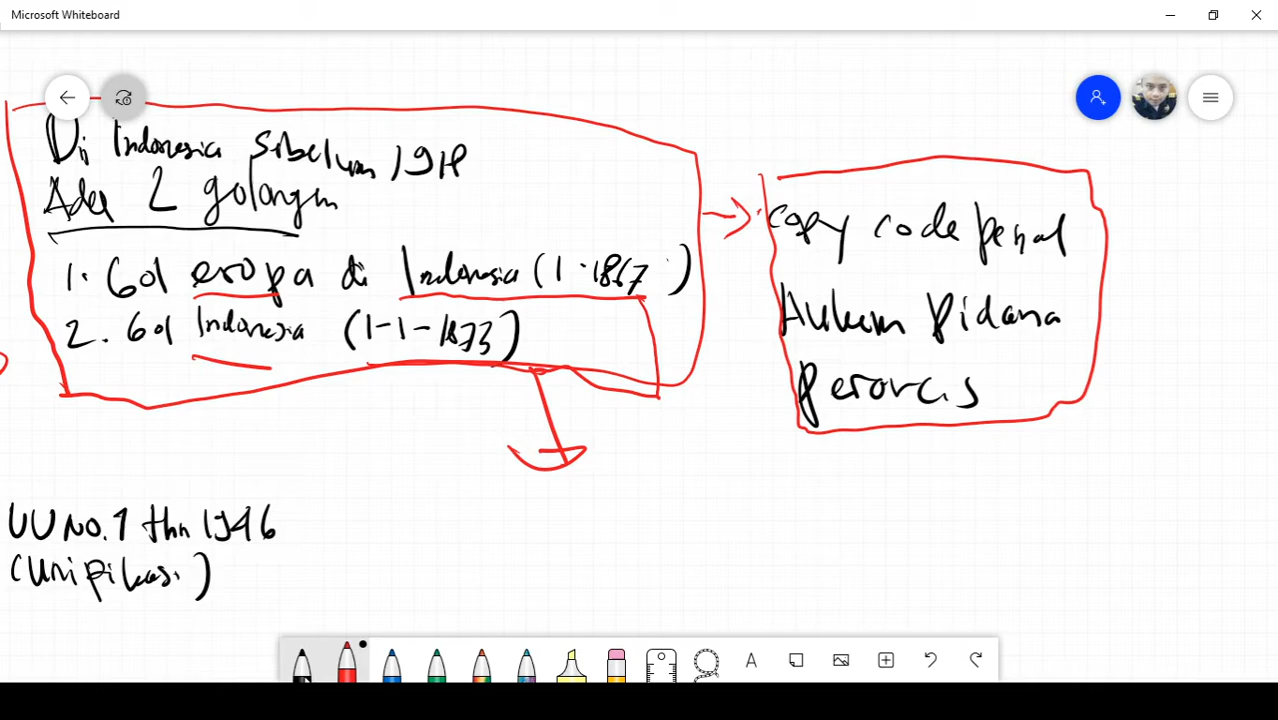 Microsoft Whiteboard
Di Indonesia sebelum 1918
Ada 2 golongan
1. Gol eropa di Indonesia (1-1867)
2. Gol Indonesia (1-1-1873)
copy code penal
Hukum Pidana
perancis
UU No. 1 thn 1946
(Unipikasi)